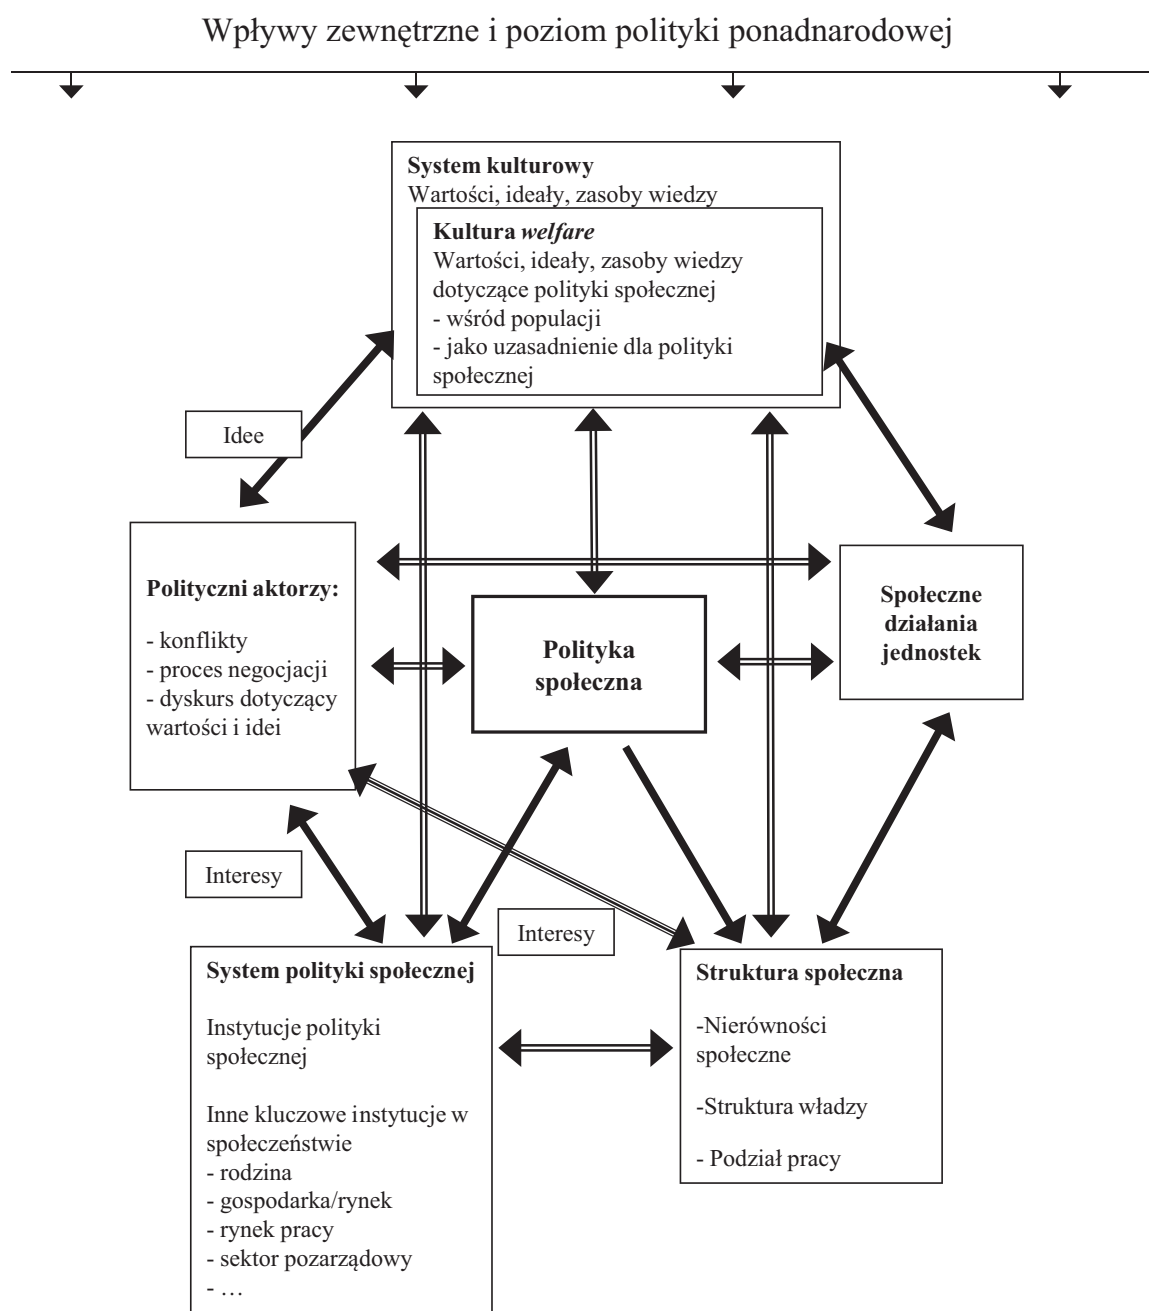 Wpływy zewnętrzne i poziom polityki ponadnarodowej
System kulturowy
Wartości, ideały, zasoby wiedzy
Kultura welfare
Wartości, ideały, zasoby wiedzy
dotyczące polityki społecznej
- wśród populacji
- jako uzasadnienie dla polityki
społecznej
Idee
Polityczni aktorzy:
- konflikty
- proces negocjacji
- dyskurs dotyczący
wartości i idei
Polityka
społeczna
Społeczne
działania
jednostek
Interesy
Interesy
System polityki społecznej
Instytucje polityki
społecznej
Inne kluczowe instytucje w
społeczeństwie
- rodzina
- gospodarka/rynek
- rynek pracy
- sektor pozarządowy
- …
Struktura społeczna
-Nierówności
społeczne
-Struktura władzy
- Podział pracy